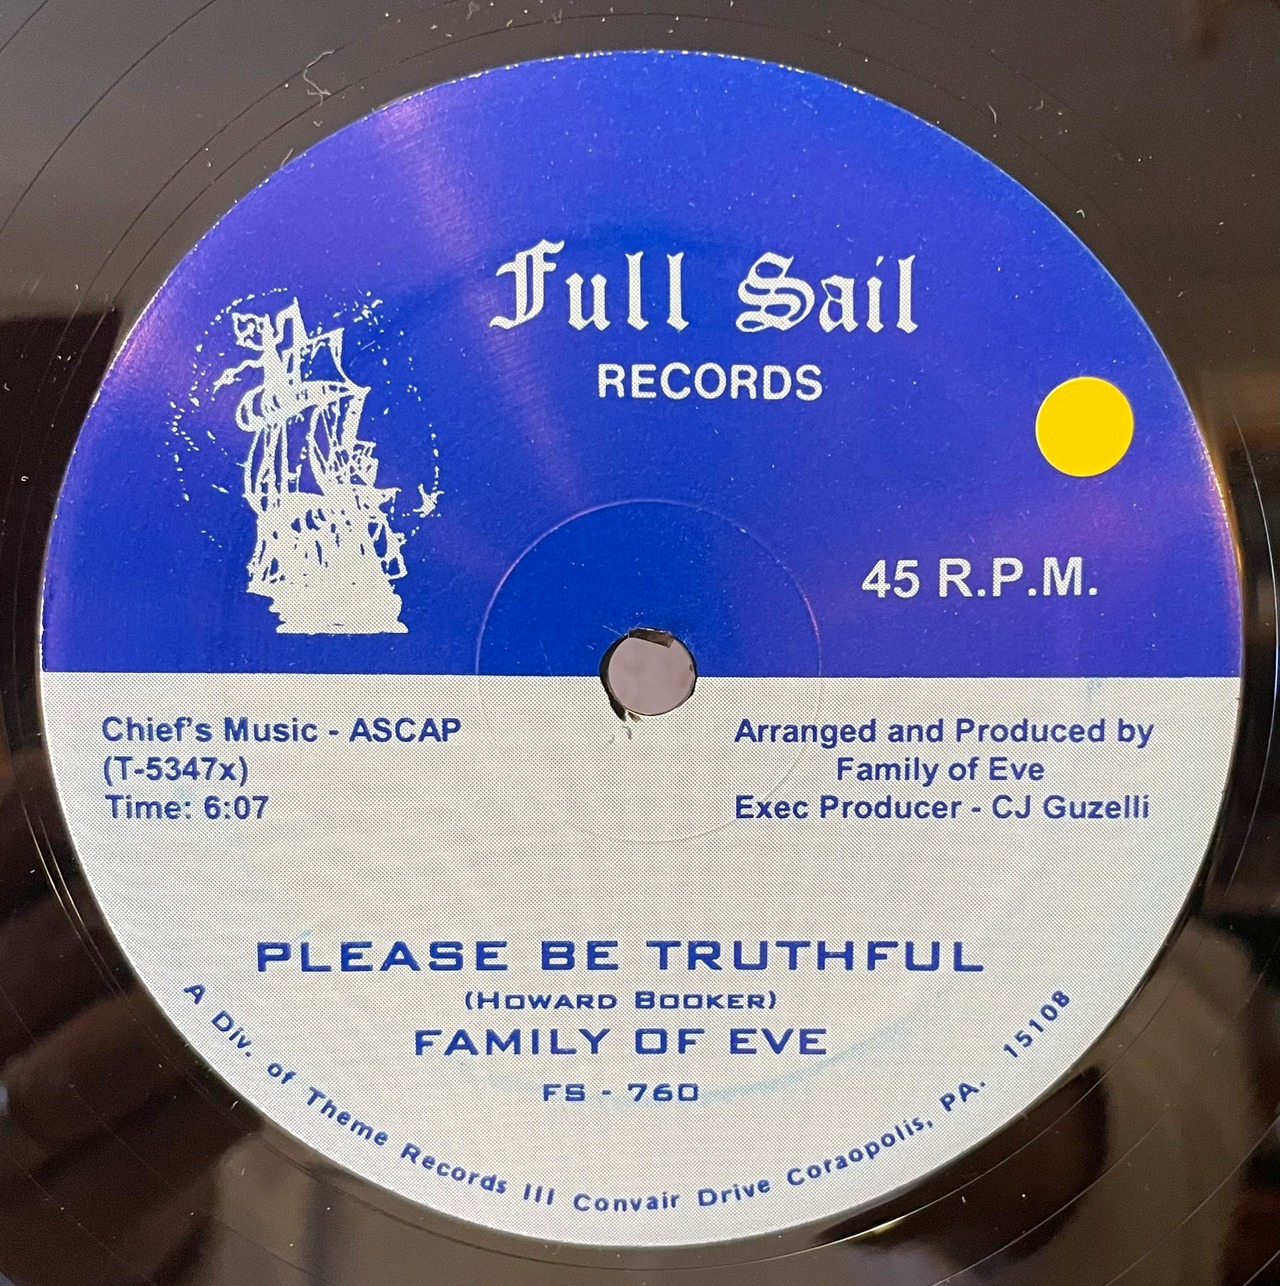 Full Sail
RECORDS
45 R.P.M.
Chief's Music - ASCAP
(T-5347x)
Time: 6:07
Arranged and Produced by
Family of Eve
Exec Producer - CJ Guzelli
PLEASE BE TRUTHFUL
(HOWARD BOOKER)
FAMILY OF EVE
FS - 760
A Div. of Theme Records III Convair Drive Coraopolis, PA. 15108